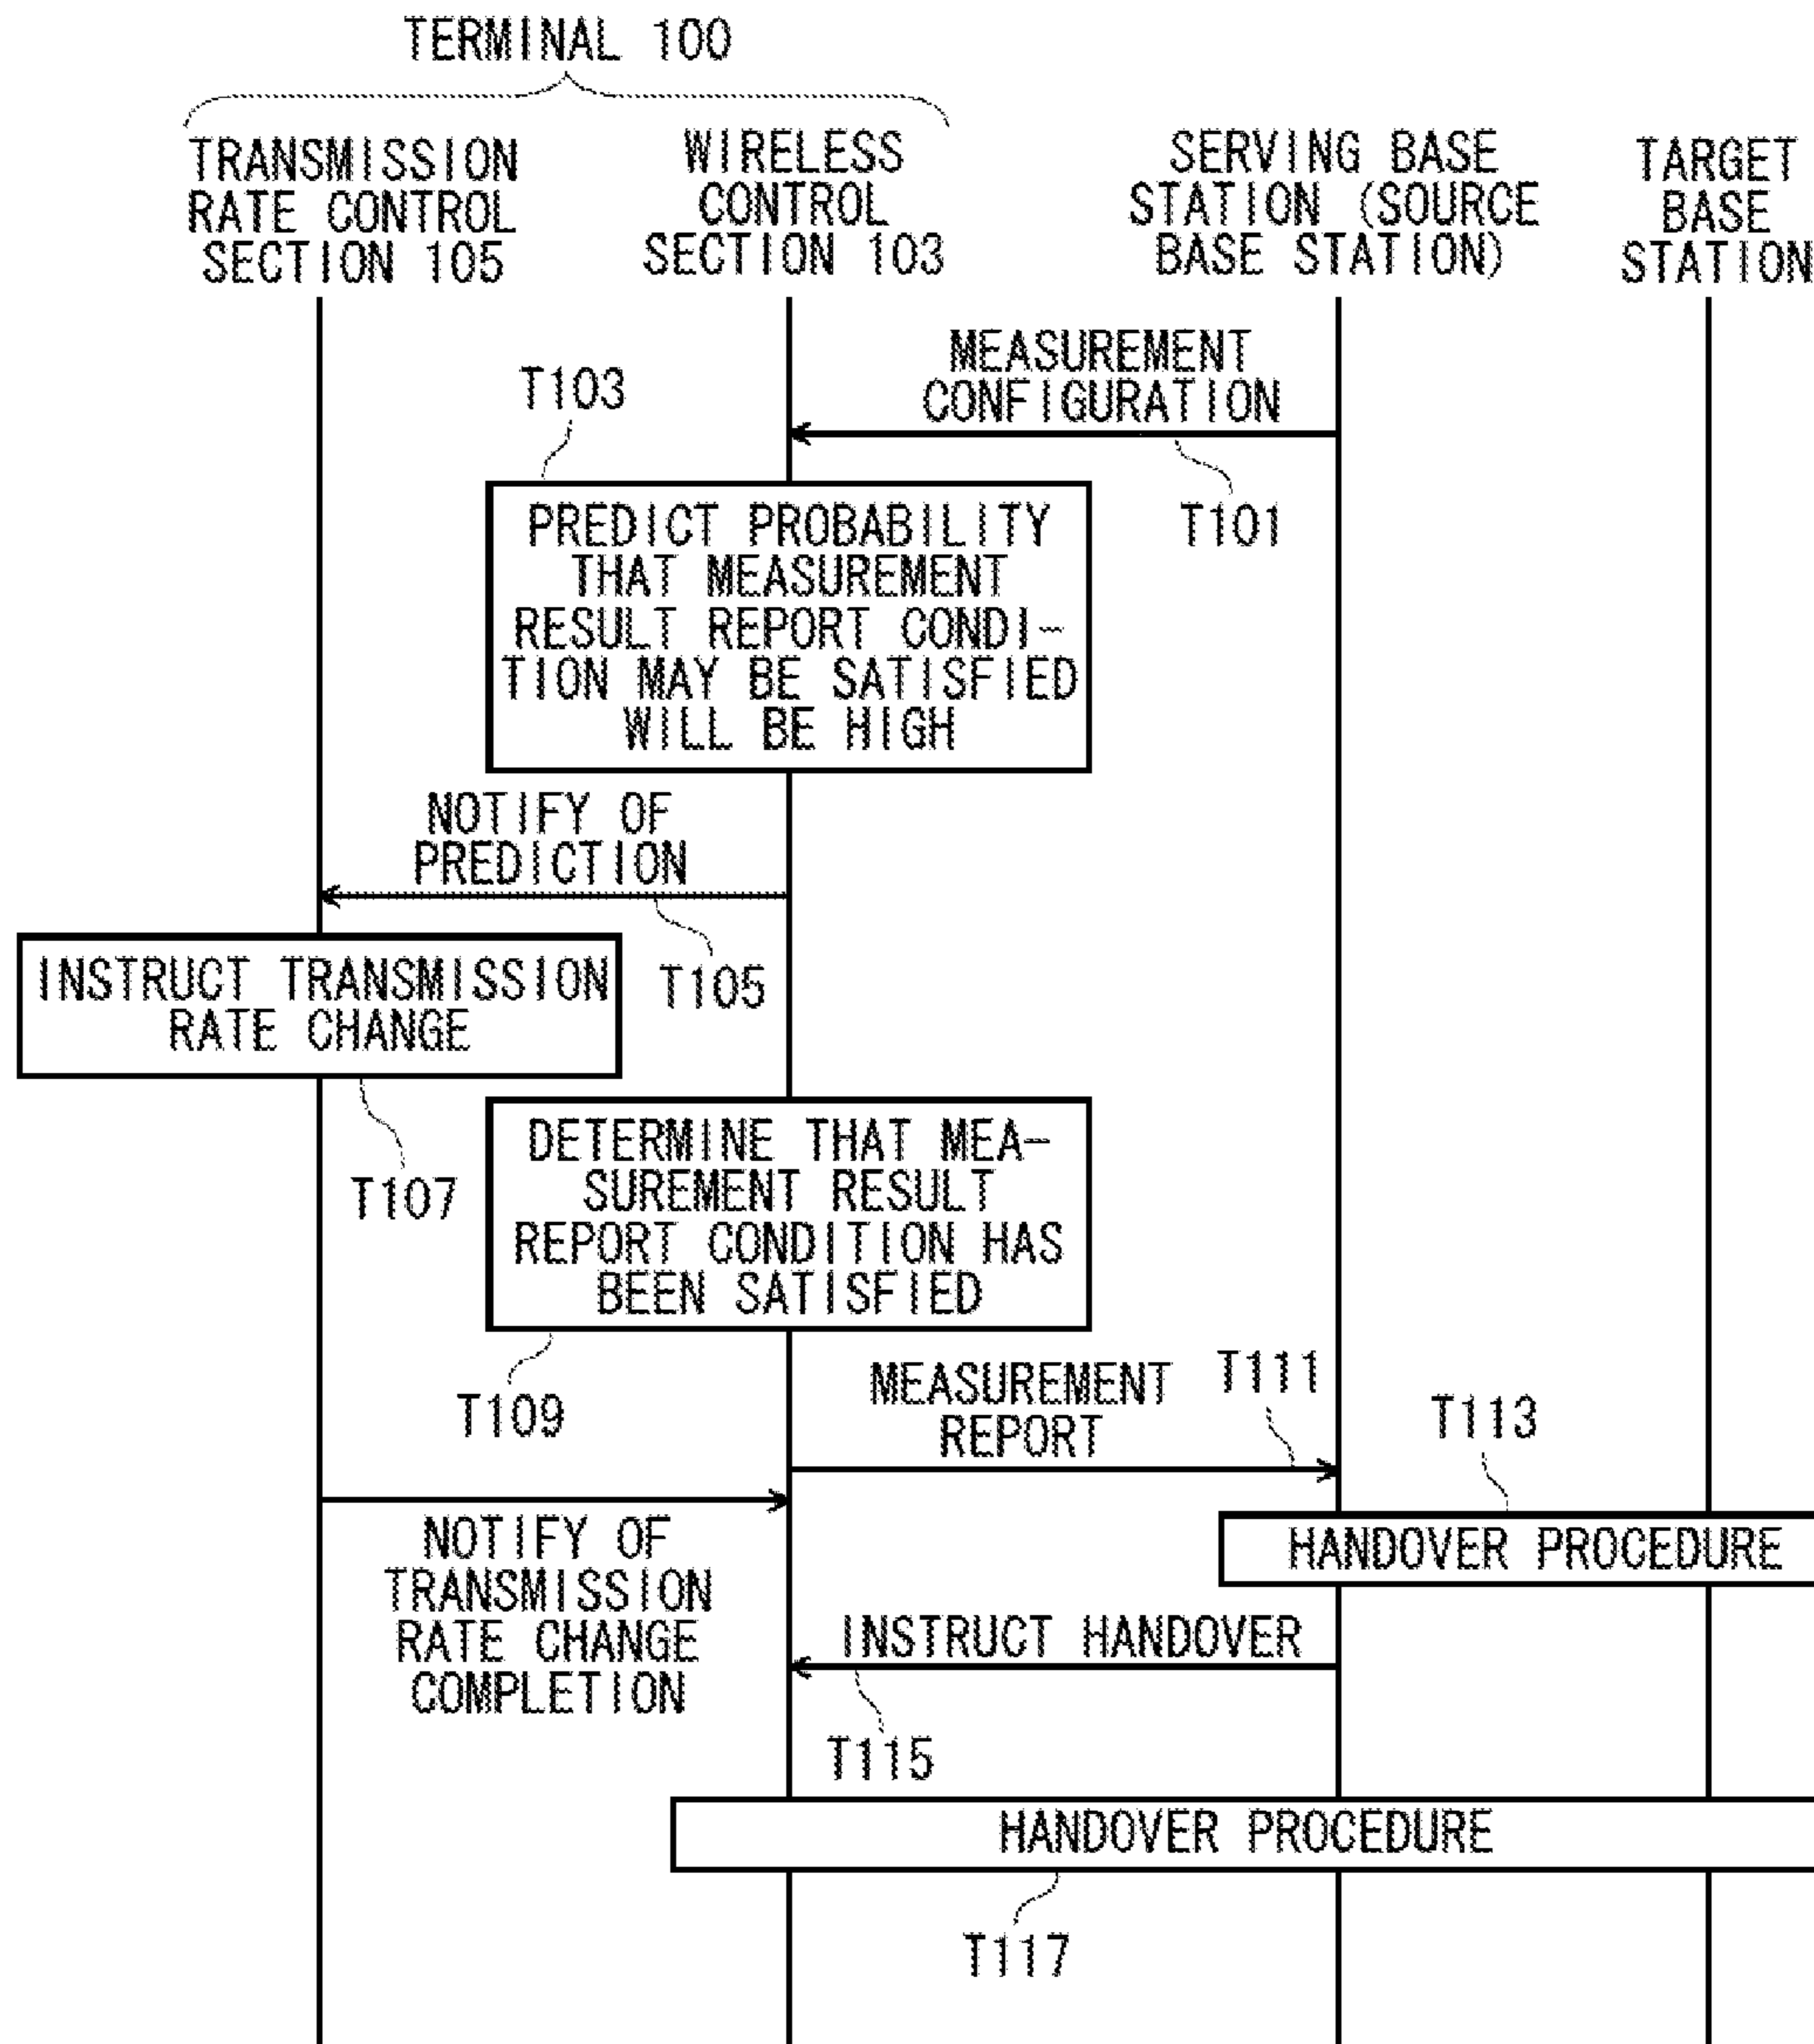 TERMINAL 100
TRANSMISSION
RATE CONTROL
SECTION 105
WIRELESS
CONTROL
SECTION 103
SERVING BASE
STATION (SOURCE
BASE STATION)
TARGET
BASE
STATION
MEASUREMENT
CONFIGURATION
T101
T103
PREDICT PROBABILITY
THAT MEASUREMENT
RESULT REPORT CONDI-
TION MAY BE SATISFIED
WILL BE HIGH
NOTIFY OF
PREDICTION
T105
INSTRUCT TRANSMISSION
RATE CHANGE
T107
DETERMINE THAT MEA-
SUREMENT RESULT
REPORT CONDITION HAS
BEEN SATISFIED
T109
MEASUREMENT
REPORT
T111
T113
HANDOVER PROCEDURE
NOTIFY OF
TRANSMISSION
RATE CHANGE
COMPLETION
INSTRUCT HANDOVER
T115
HANDOVER PROCEDURE
T117